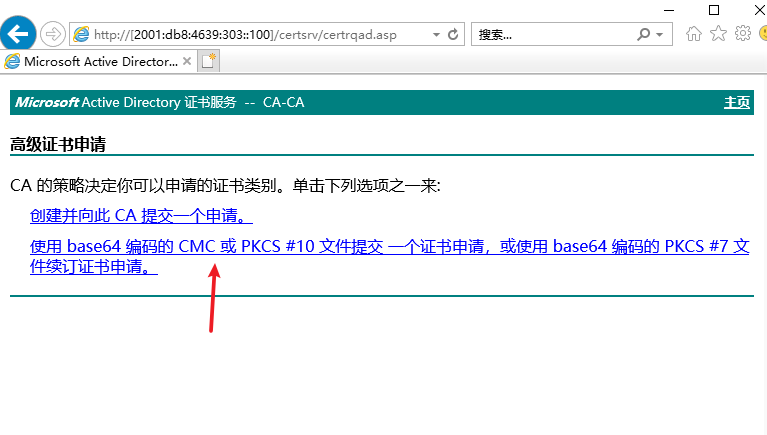 http://[2001:db8:4639:303::100]/certsrv/certrqad.asp
搜索...
Microsoft Active Director...
Microsoft Active Directory 证书服务 -- CA-CA
主页
高级证书申请
CA 的策略决定你可以申请的证书类别。单击下列选项之一来:
创建并向此 CA 提交一个申请。
使用 base64 编码的 CMC 或 PKCS #10 文件提交 一个证书申请，或使用 base64 编码的 PKCS #7 文
件续订证书申请。